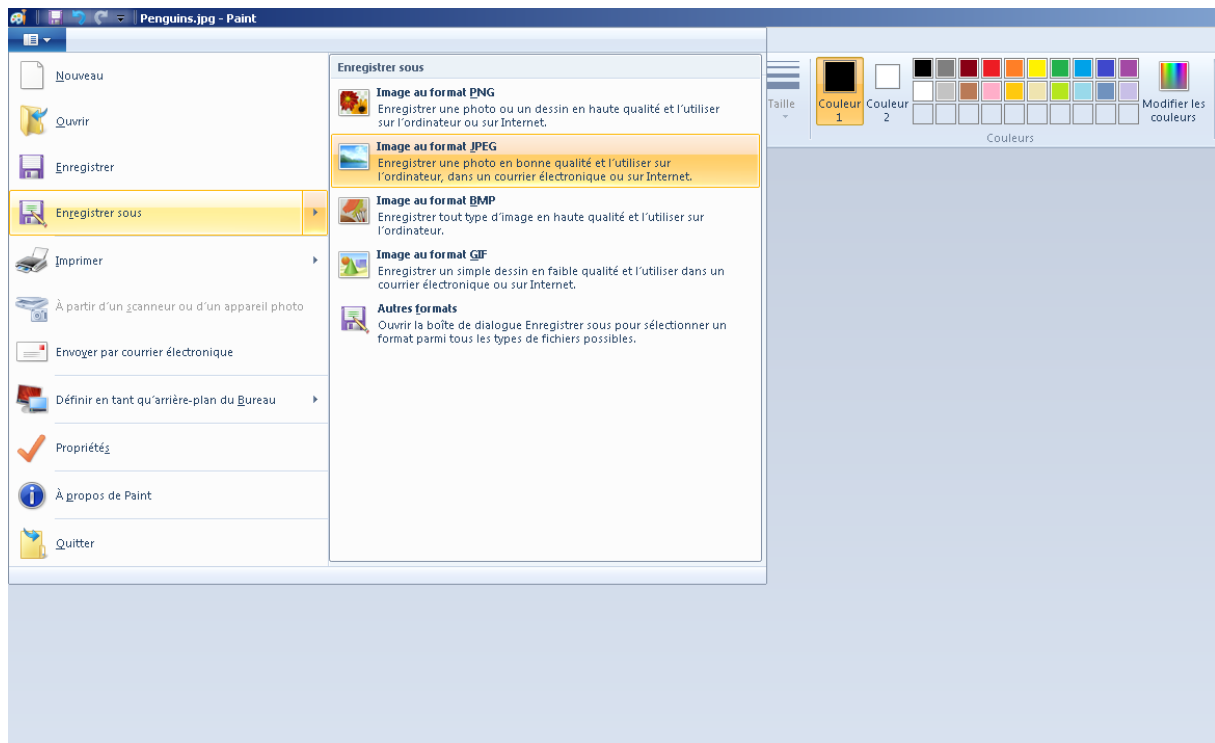 Penguins.jpg - Paint
Nouveau
Ouvrir
Enregistrer
Enregistrer sous
Imprimer
À partir d'un scanneur ou d'un appareil photo
Envoyer par courrier électronique
Définir en tant qu'arrière-plan du Bureau
Propriétés
À propos de Paint
Quitter
Enregistrer sous
Image au format PNG
Enregistrer une photo ou un dessin en haute qualité et l'utiliser
sur l'ordinateur ou sur Internet.
Image au format JPEG
Enregistrer une photo en bonne qualité et l'utiliser sur
l'ordinateur, dans un courrier électronique ou sur Internet.
Image au format BMP
Enregistrer tout type d'image en haute qualité et l'utiliser sur
l'ordinateur.
Image au format GIF
Enregistrer un simple dessin en faible qualité et l'utiliser dans un
courrier électronique ou sur Internet.
Autres formats
Ouvrir la boîte de dialogue Enregistrer sous pour sélectionner un
format parmi tous les types de fichiers possibles.
Taille
Couleur
1
Couleur
2
Modifier les
couleurs
Couleurs